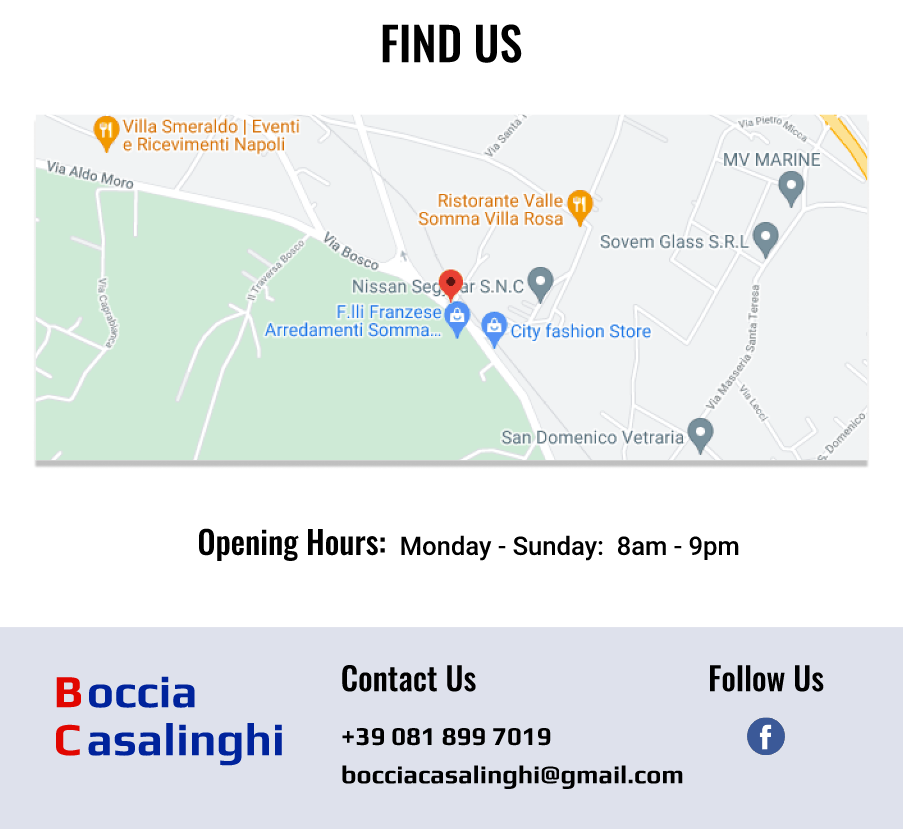 FIND US
Villa Smeraldo | Eventi
e Ricevimenti Napoli
Via Pietro Micca
Via Santa
MV MARINE
Via Aldo Moro
Ristorante Valle
Somma Villa Rosa
Sovem Glass S.R.L
Via Bosco
II Traversa Bosco
Via Caprabianca
Nissan
S.N.C
F.lli Franzese
Arredamenti Somma...
City fashion Store
Via Masseria Santa Teresa
Via Lecci
San Domenico Vetraria
S. Domenico
Opening Hours: Monday - Sunday: 8am - 9pm
Boccia
Casalinghi
Contact Us
+39 081 899 7019
bocciacasalinghi@gmail.com
Follow Us
f